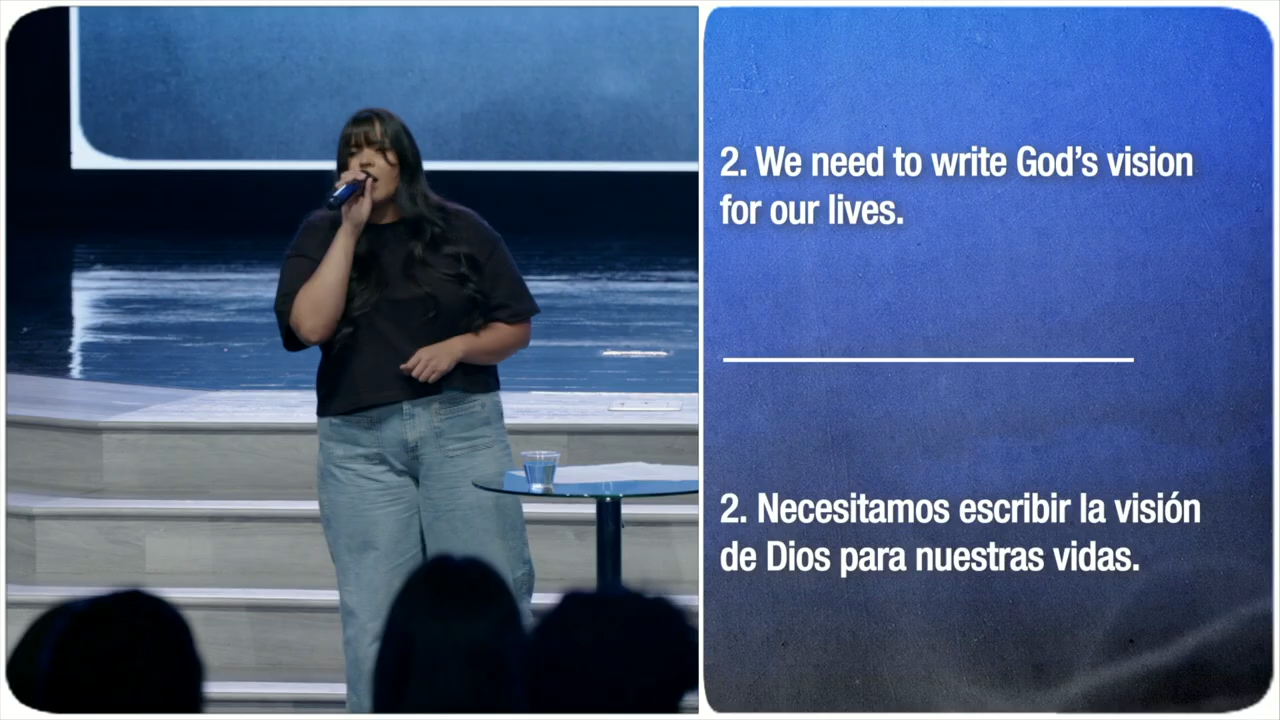 2. We need to write God’s vision
for our lives.
2. Necesitamos escribir la visión
de Dios para nuestras vidas.